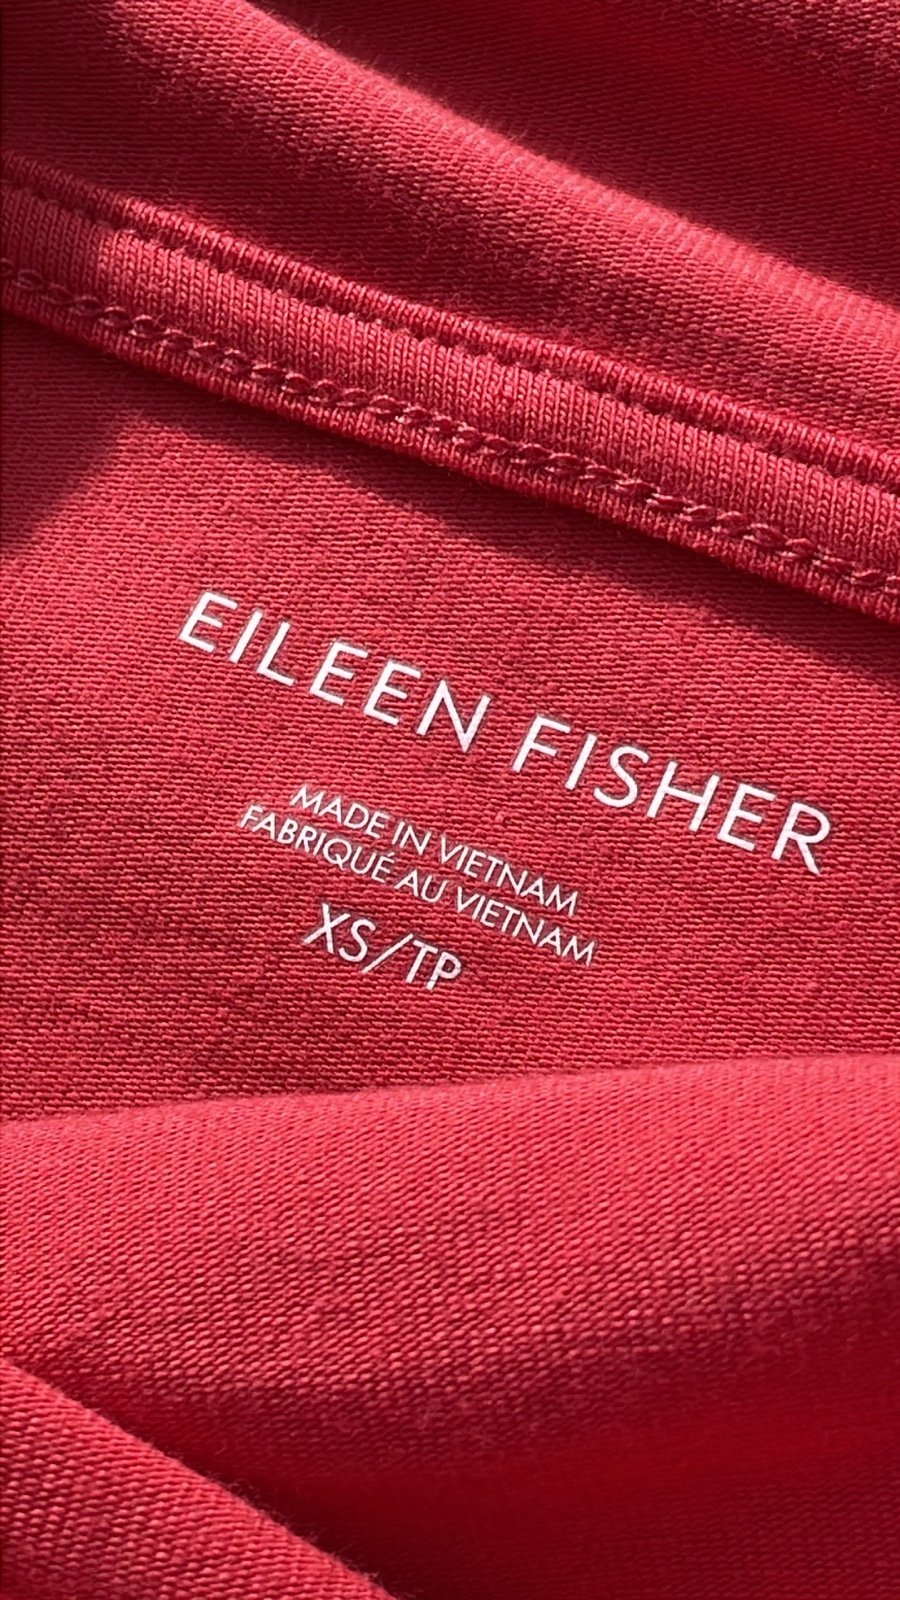 EILEEN FISHER
MADE IN VIETNAM
FABRIQUÉ AU VIETNAM
XS/TP